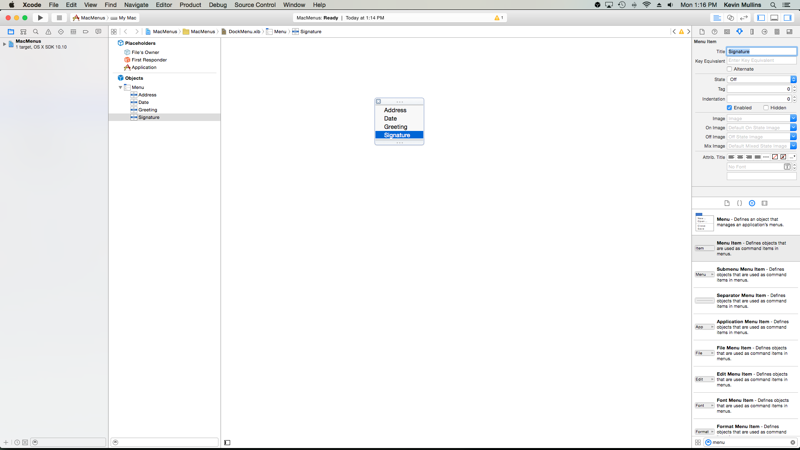 Xcode File Edit View Find Navigate Editor Product Debug Source Control Window Help
Mon 1:16 PM Kevin Mullins
MacMenus › My Mac
MacMenus: Ready | Today at 1:14 PM
1
MacMenus
1 target, OS X SDK 10.10
MacMenus › MacMenus › DockMenu.xib › Menu › Signature
Placeholders
File's Owner
First Responder
Application
Objects
Menu
Address
Date
Greeting
Signature
Address
Date
Greeting
Signature
Menu Item
Title Signature
Key Equivalent Enter Key Equivalent
Alternate
State Off
Tag 0
Indentation 0
Enabled Hidden
Image Image
On Image Default On State Image
Off Image Off State Image
Mix Image Default Mixed State Image
Attrib. Title
No Font
Menu - Defines an object that
manages an application's menus.
Item
Menu Item - Defines objects that
are used as command items in
menus.
Menu
Submenu Menu Item - Defines
objects that are used as command
items in menus.
Separator Menu Item - Defines
objects that are used as command
items in menus.
App
Application Menu Item - Defines
objects that are used as command
items in menus.
File
File Menu Item - Defines objects
that are used as command items in
menus.
Edit
Edit Menu Item - Defines objects
that are used as command items in
menus.
Font
Font Menu Item - Defines objects
that are used as command items in
menus.
Format
Format Menu Item - Defines
objects that are used as command
menu